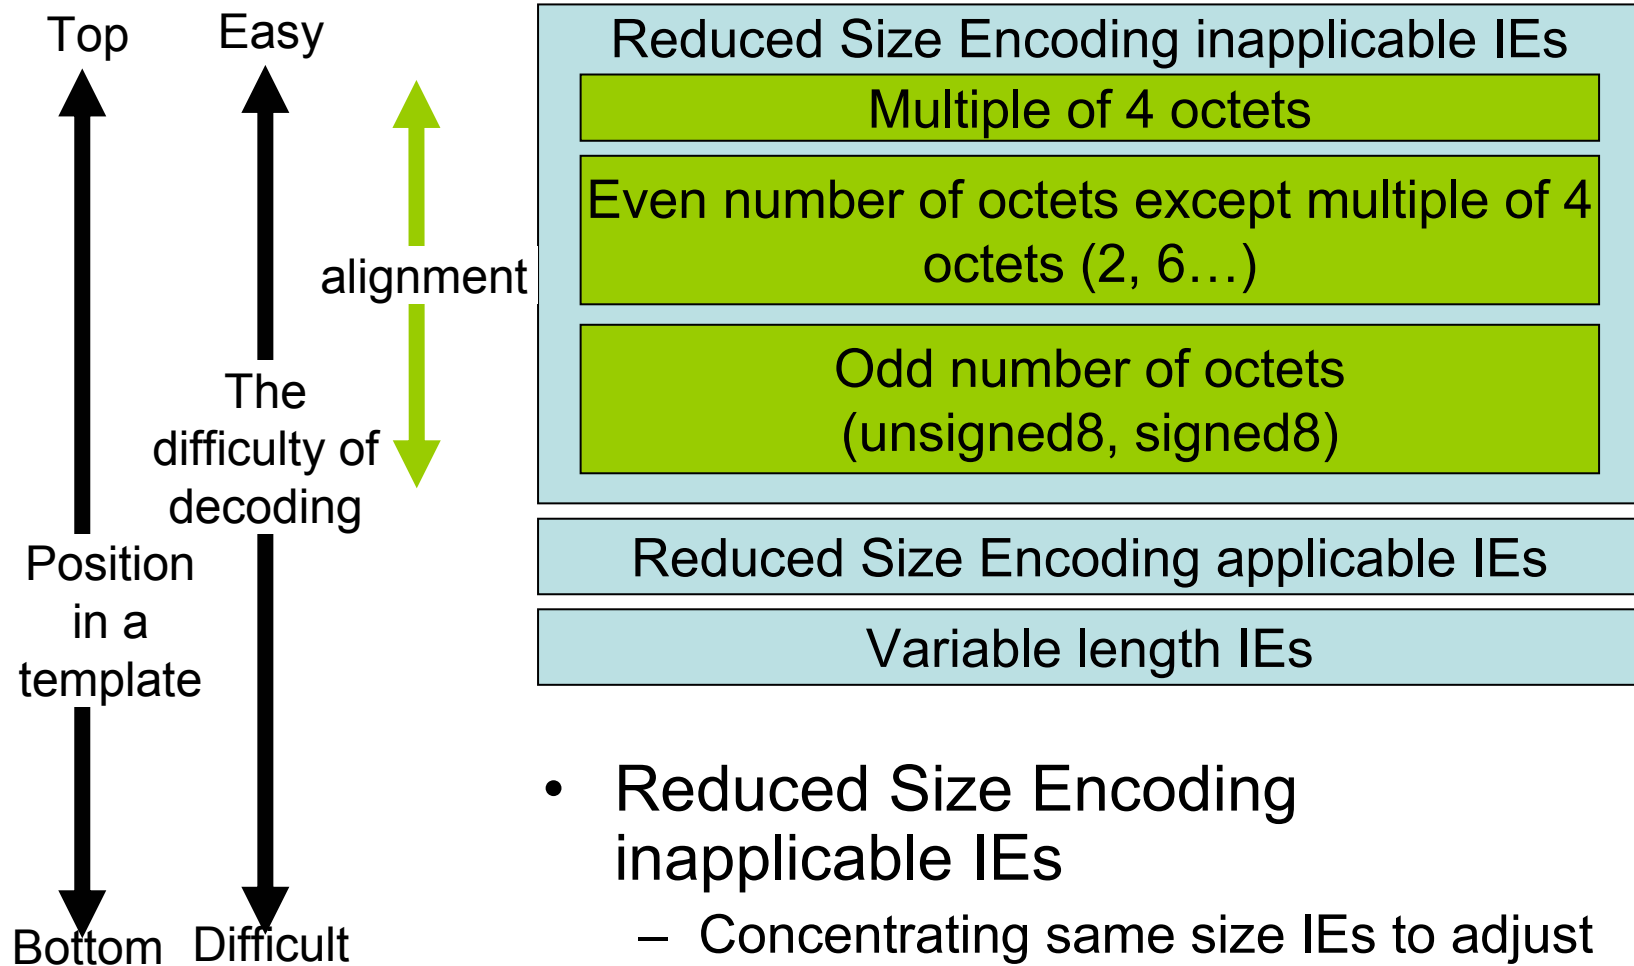 Top
Easy
alignment
The
difficulty of
decoding
Position
in a
template
Bottom
Difficult
Reduced Size Encoding inapplicable IEs
Multiple of 4 octets
Even number of octets except multiple of 4
octets (2, 6…)
Odd number of octets
(unsigned8, signed8)
Reduced Size Encoding applicable IEs
Variable length IEs
• Reduced Size Encoding
inapplicable IEs
– Concentrating same size IEs to adjust